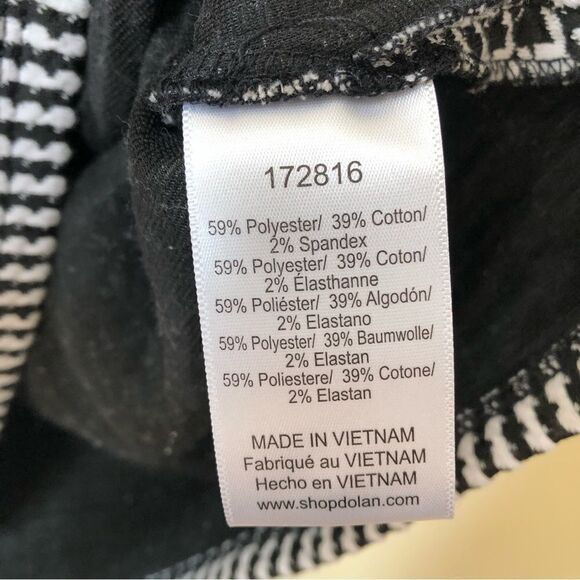 172816
59% Polyester/ 39% Cotton/
2% Spandex
59% Polyester/ 39% Coton/
2% Élasthanne
59% Poliéster/ 39% Algodón/
2% Elastano
59% Polyester/ 39% Baumwolle/
2% Elastan
59% Poliestere/ 39% Cotone/
2% Elastan
MADE IN VIETNAM
Fabriqué au VIETNAM
Hecho en VIETNAM
www.shopdolan.com